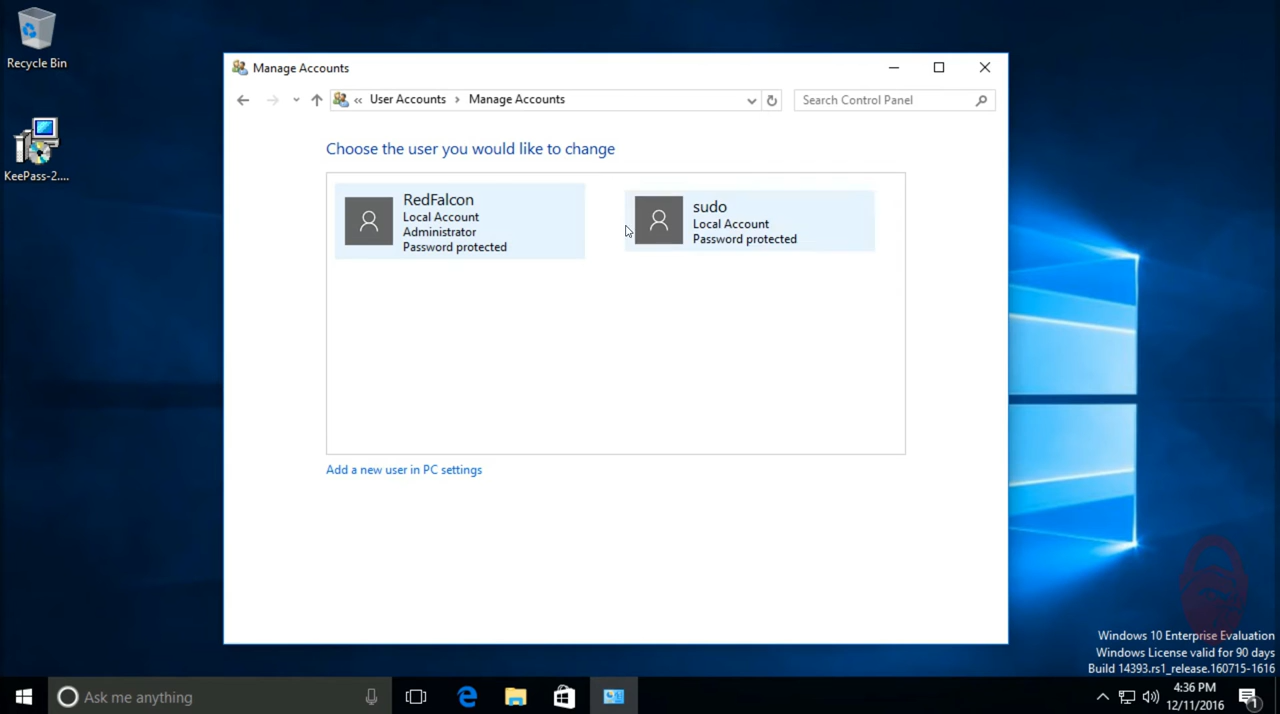 Recycle Bin
KeePass-2....
Manage Accounts
« User Accounts > Manage Accounts
Search Control Panel
Choose the user you would like to change
RedFalcon
Local Account
Administrator
Password protected
sudo
Local Account
Password protected
Add a new user in PC settings
Windows 10 Enterprise Evaluation
Windows License valid for 90 days
Build 14393.rs1_release.160715-1616
Ask me anything
4:36 PM
12/11/2016
1